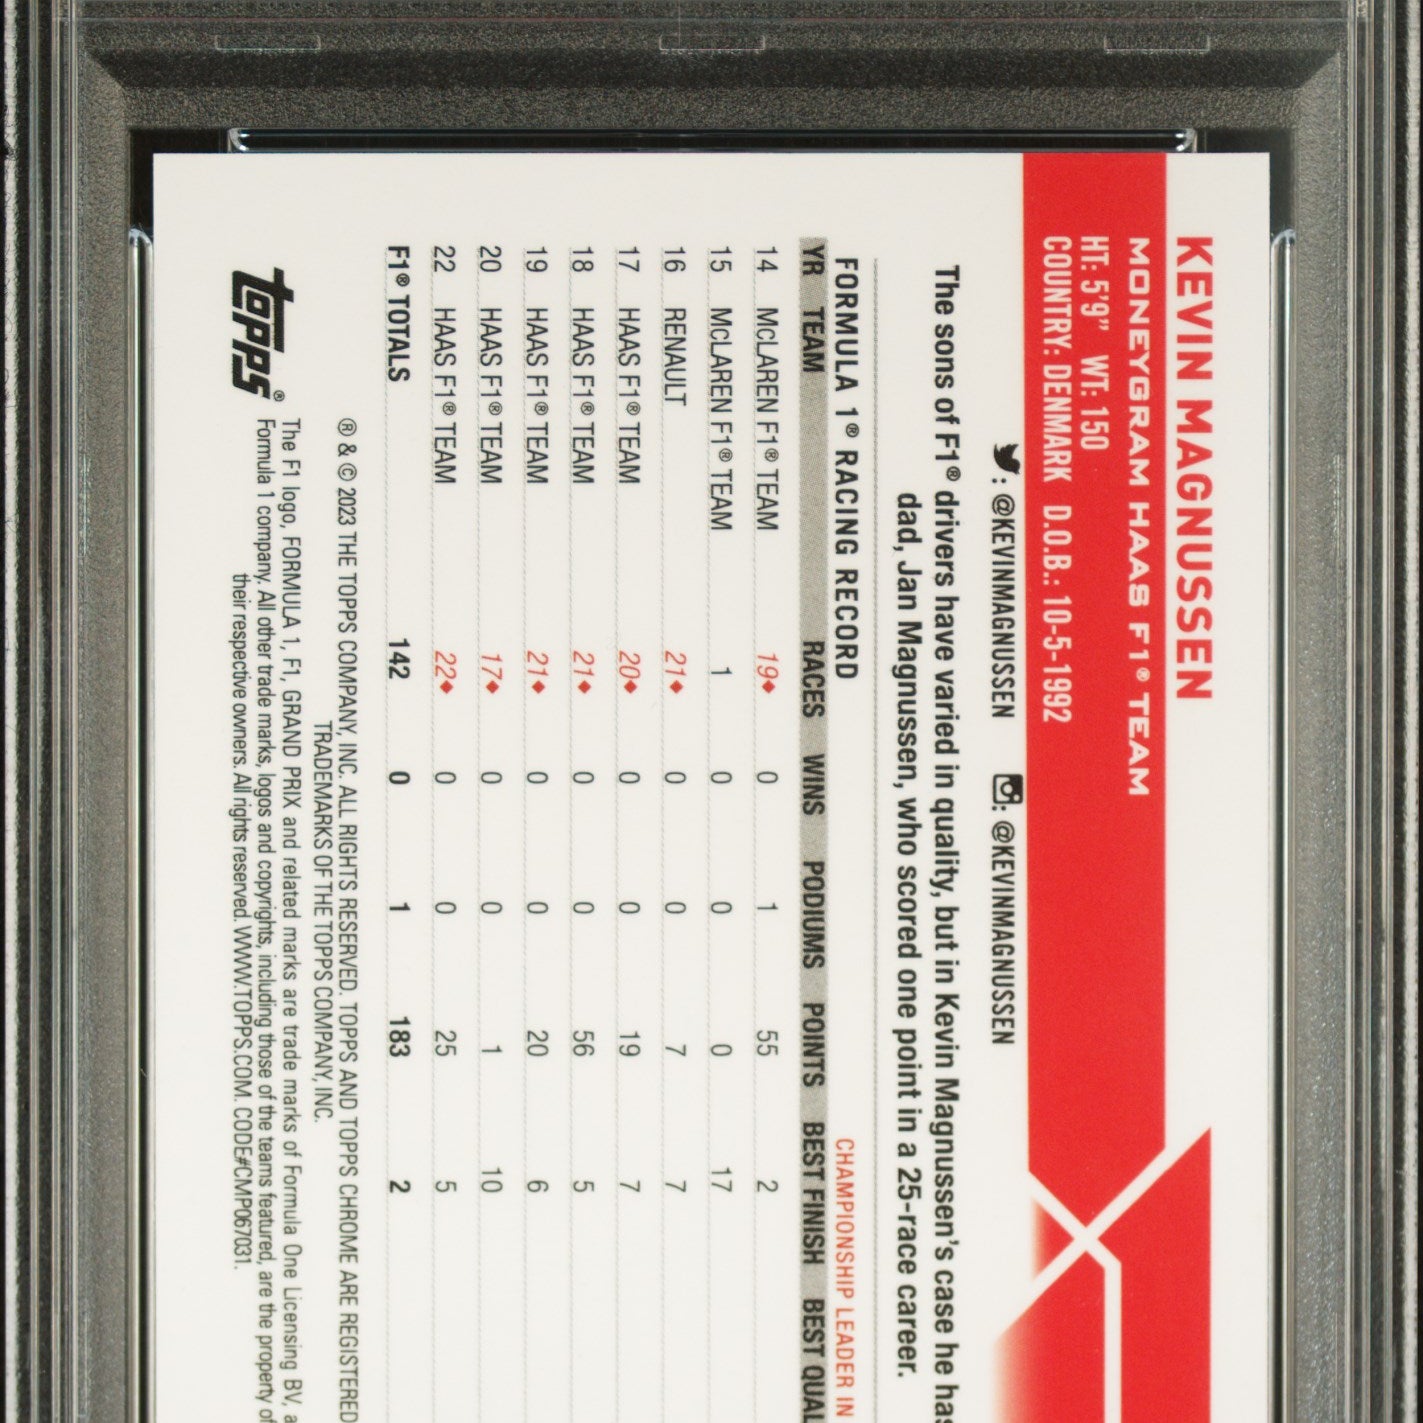 KEVIN MAGNUSSEN
MONEYGRAM HAAS F1® TEAM
HT: 5'9" WT: 150
COUNTRY: DENMARK D.O.B.: 10-5-1992
: @KEVINMAGNUSSEN : @KEVINMAGNUSSEN
The sons of F1® drivers have varied in quality, but in Kevin Magnussen's case he has
dad, Jan Magnussen, who scored one point in a 25-race career.
FORMULA 1® RACING RECORD CHAMPIONSHIP LEADER IN
YR TEAM RACES WINS PODIUMS POINTS BEST FINISH BEST QUAL
14 McLAREN F1® TEAM 19♦ 0 1 55 2
15 McLAREN F1® TEAM 1 0 0 0 17
16 RENAULT 21♦ 0 0 7 7
17 HAAS F1® TEAM 20♦ 0 0 19 7
18 HAAS F1® TEAM 21♦ 0 0 56 5
19 HAAS F1® TEAM 21♦ 0 0 20 6
20 HAAS F1® TEAM 17♦ 0 0 1 10
22 HAAS F1® TEAM 22♦ 0 0 25 5
F1® TOTALS 142 0 1 183 2
® & © 2023 THE TOPPS COMPANY, INC. ALL RIGHTS RESERVED. TOPPS AND TOPPS CHROME ARE REGISTERED
TRADEMARKS OF THE TOPPS COMPANY, INC.
topps®
The F1 logo, FORMULA 1, F1, GRAND PRIX and related marks are trade marks of Formula One Licensing BV, a
Formula 1 company. All other trade marks, logos and copyrights, including those of the teams featured, are the property of
their respective owners. All rights reserved. WWW.TOPPS.COM. CODE#CMP067031.